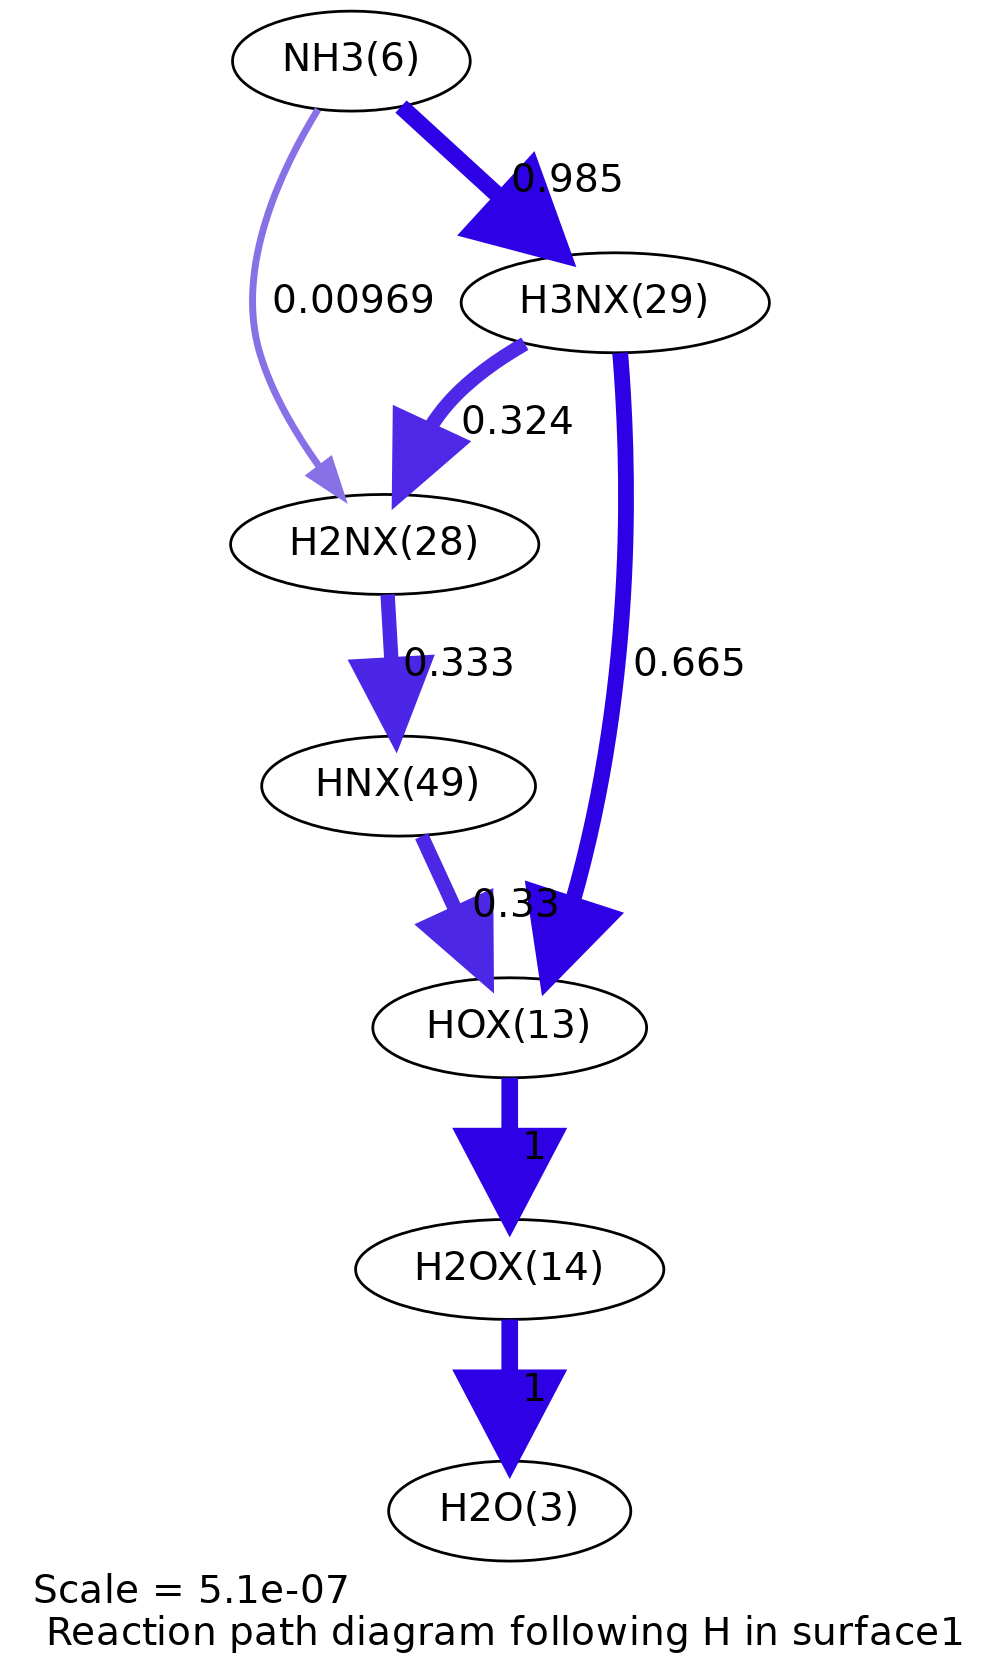 NH3(6)
0.985
0.00969
H3NX(29)
0.324
H2NX(28)
0.333
0.665
HNX(49)
0.33
HOX(13)
1
H2OX(14)
1
H2O(3)
Scale = 5.1e-07
Reaction path diagram following H in surface1